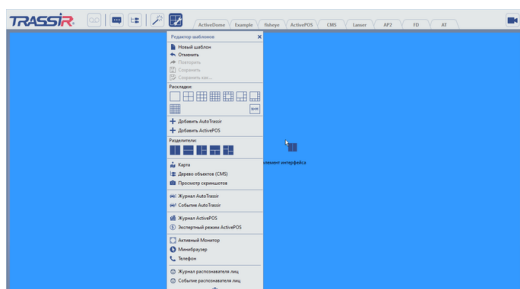 TRASSIR
ActiveDome
Example
fisheye
ActivePOS
CMS
Lanser
AP2
FD
AT
Редактор шаблонов
Новый шаблон
Отменить
Повторить
Сохранить
Сохранить как...
Раскладки
Добавить AutoTrassir
Добавить ActivePOS
Разделители
Карта
Дерево объектов (CMS)
Просмотр скриншотов
элемент интерфейса
Журнал AutoTrassir
События AutoTrassir
Журнал ActivePOS
Экспертный режим ActivePOS
Активный Монитор
Минибраузер
Телефон
Журнал распознавателя лиц
События распознавателя лиц